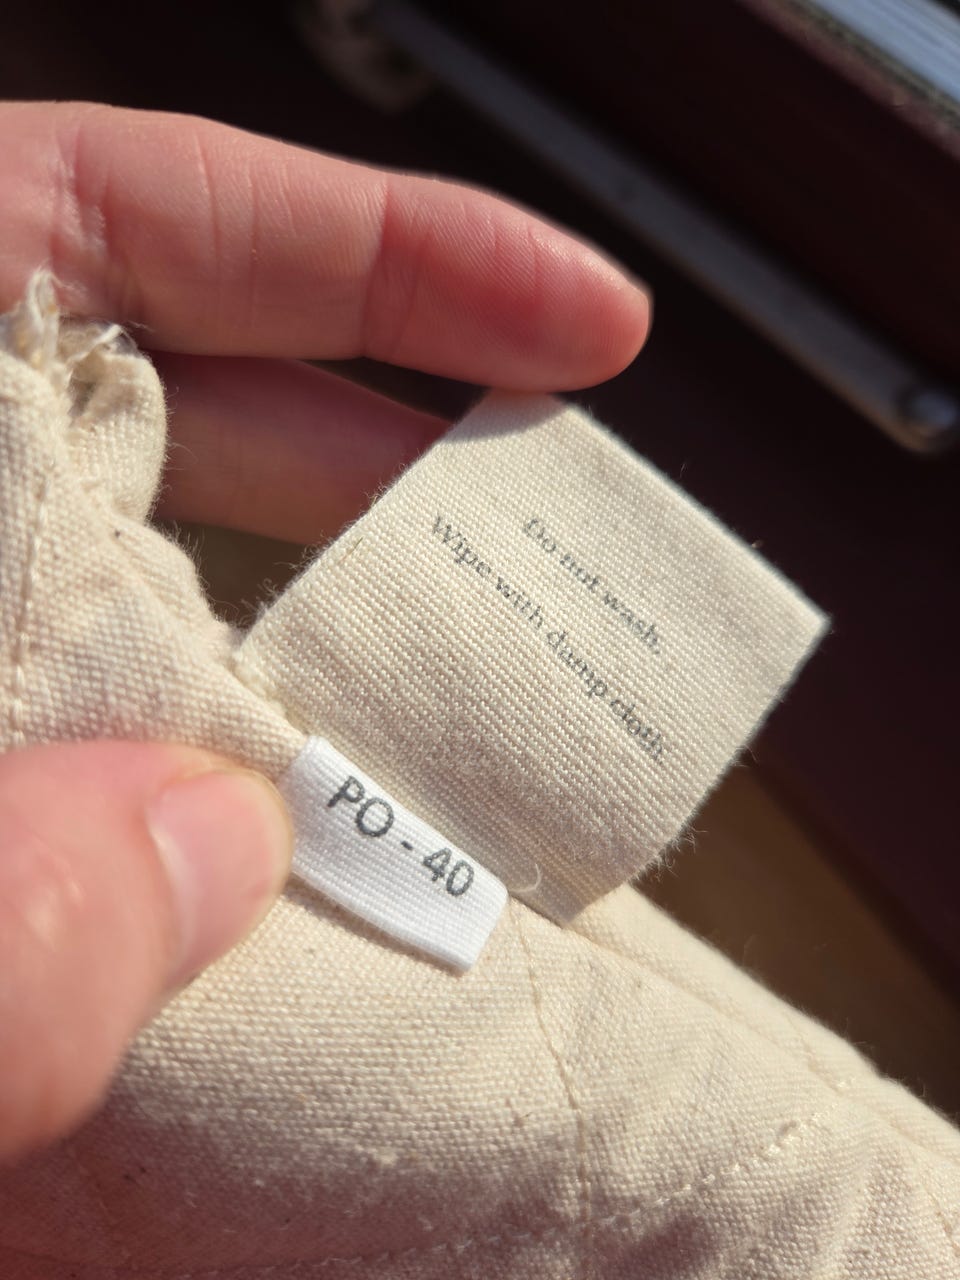 Do not wash.
Wipe with damp cloth.
PO - 40